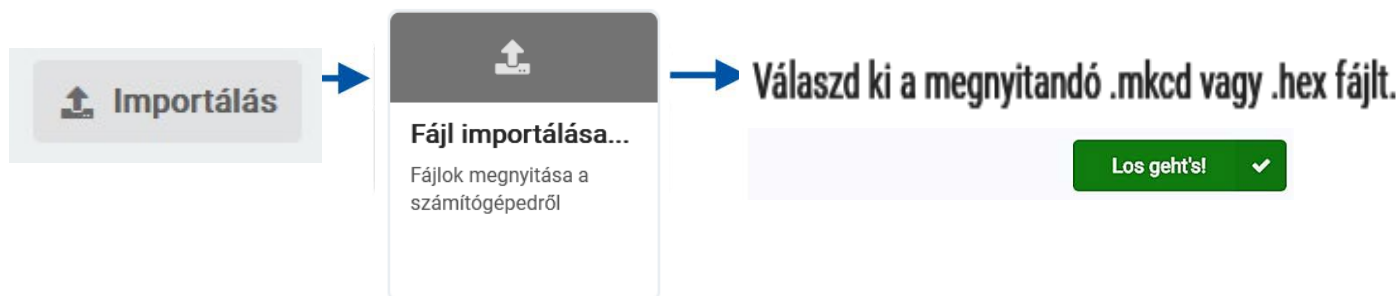 Importálás
Fájl importálása...
Fájlok megnyitása a
számítógépedről
Válaszd ki a megnyitandó .mkcd vagy .hex fájlt.
Los geht's!